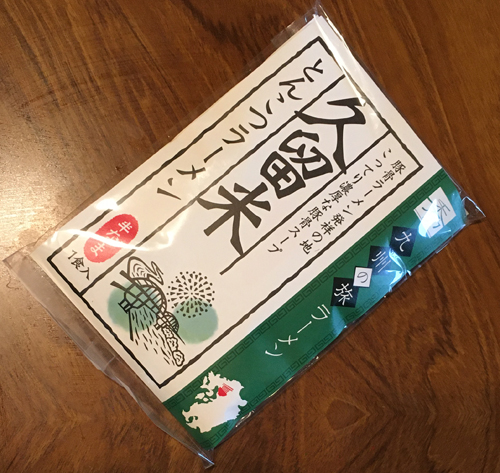 九州の旅
ラーメン
豚骨ラーメン発祥の地
こってり濃厚な豚骨スープ
久留米
とんこつラーメン
半なま
1食入